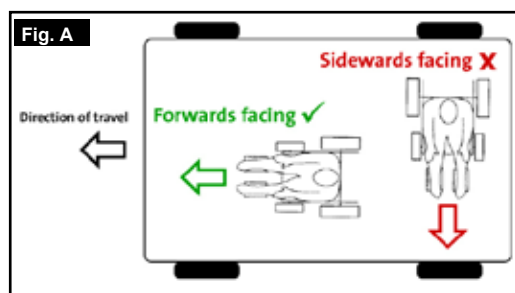 Fig. A
Sidewards facing X
Direction of travel
Forwards facing ✓